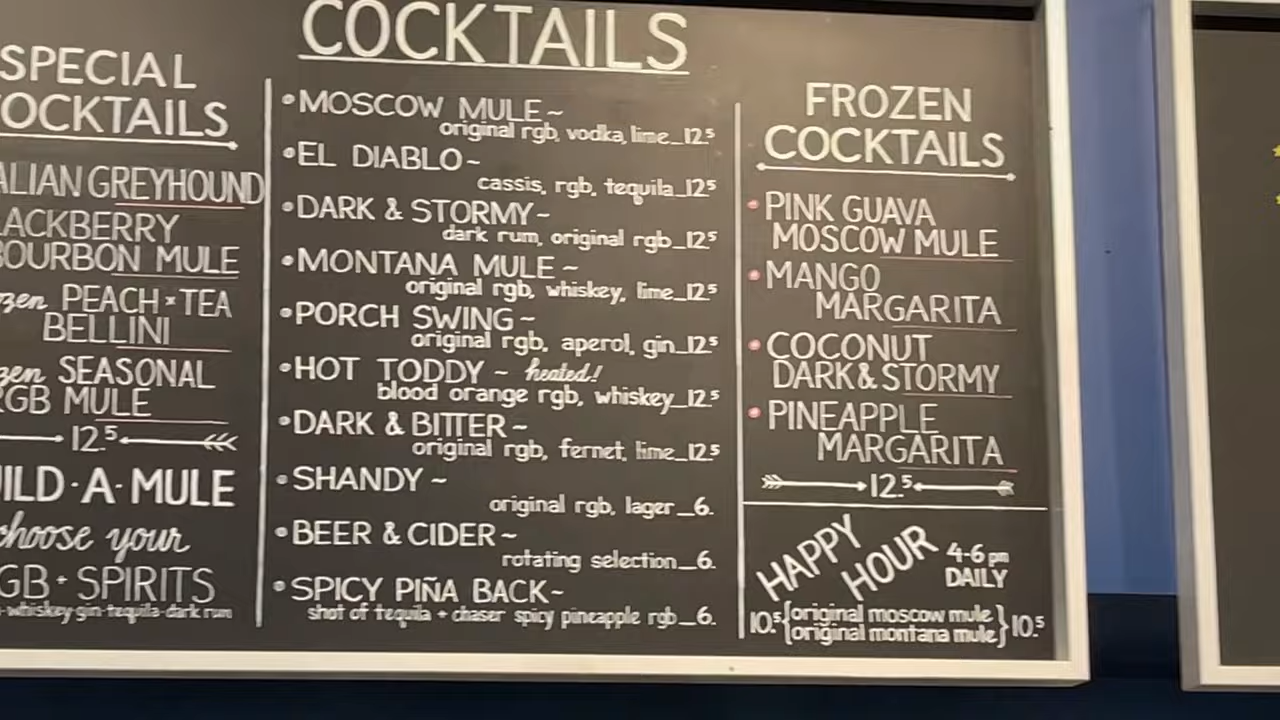 COCKTAILS
SPECIAL
COCKTAILS
GREYHOUND
BOURBON MULE
PEACH × TEA
BELLINI
SEASONAL
RGB MULE
12.5
·A·MULE
choose your
SPIRITS
whiskey·gin·tequila·dark rum
•MOSCOW MULE~
original rgb, vodka, lime_12.5
•EL DIABLO~
cassis, rgb, tequila_12.5
•DARK & STORMY~
dark rum, original rgb_12.5
•MONTANA MULE~
original rgb, whiskey, lime_12.5
•PORCH SWING~
original rgb, aperol, gin_12.5
•HOT TODDY ~ heated!
blood orange rgb, whiskey_12.5
•DARK & BITTER~
original rgb, fernet, lime_12.5
•SHANDY ~
original rgb, lager_6.
•BEER & CIDER~
rotating selection_6.
•SPICY PIÑA BACK~
shot of tequila + chaser spicy pineapple rgb_6.
FROZEN
COCKTAILS
•PINK GUAVA
MOSCOW MULE
•MANGO
MARGARITA
•COCONUT
DARK & STORMY
•PINEAPPLE
MARGARITA
12.5
HAPPY
HOUR
4-6 pm
DAILY
10.5 {original moscow mule
original montana mule} 10.5